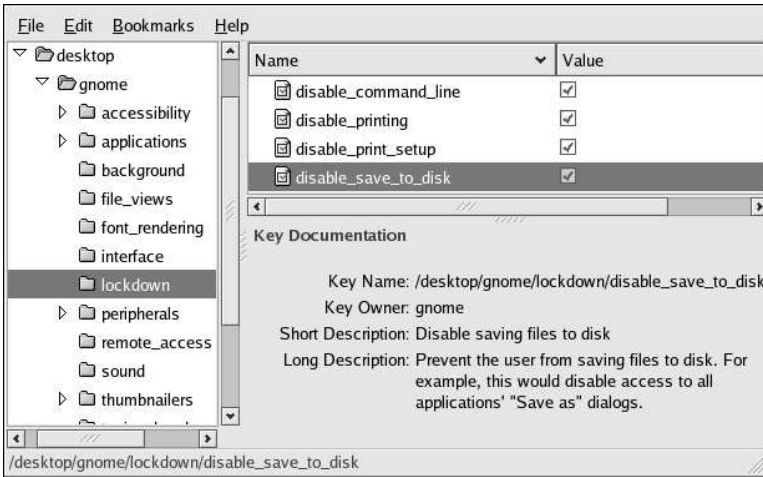 File Edit Bookmarks Help
desktop
gnome
accessibility
applications
background
file_views
font_rendering
interface
lockdown
peripherals
remote_access
sound
thumbnailers
Name Value
disable_command_line
disable_printing
disable_print_setup
disable_save_to_disk
Key Documentation
Key Name: /desktop/gnome/lockdown/disable_save_to_disk
Key Owner: gnome
Short Description: Disable saving files to disk
Long Description: Prevent the user from saving files to disk. For
example, this would disable access to all
applications' "Save as" dialogs.
/desktop/gnome/lockdown/disable_save_to_disk